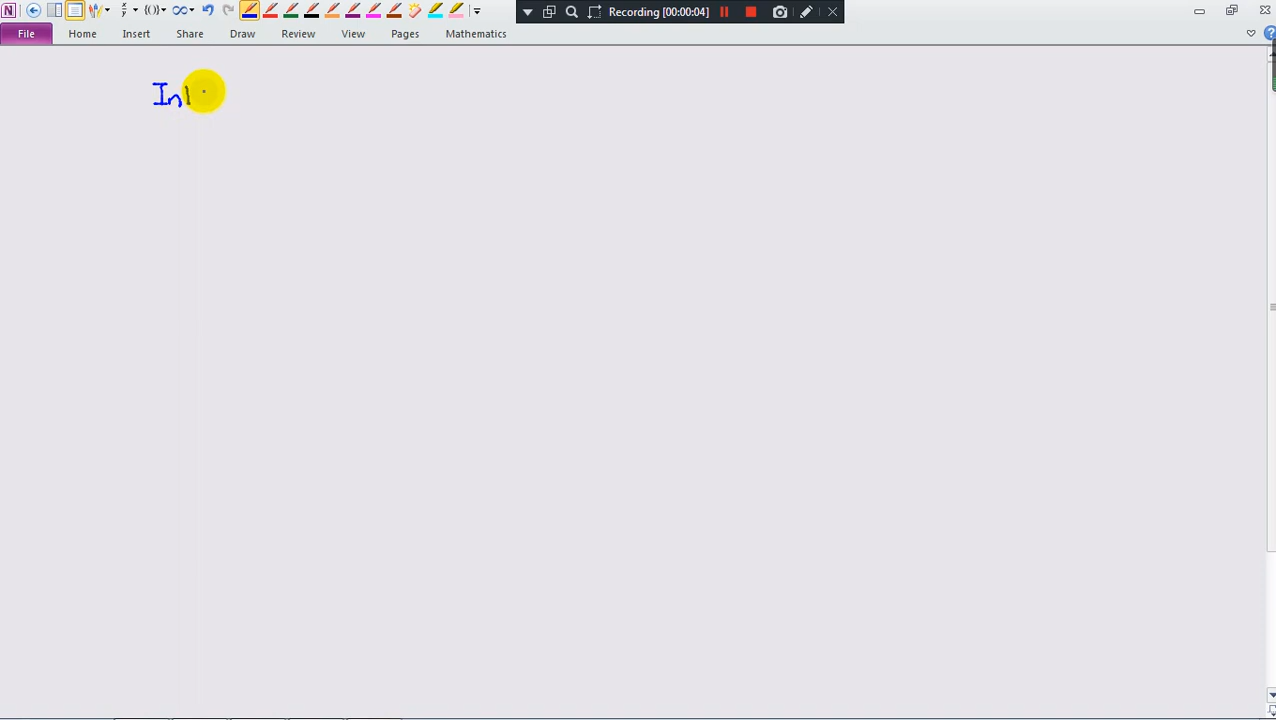 Recording [00:00:04]
File Home Insert Share Draw Review View Pages Mathematics
In